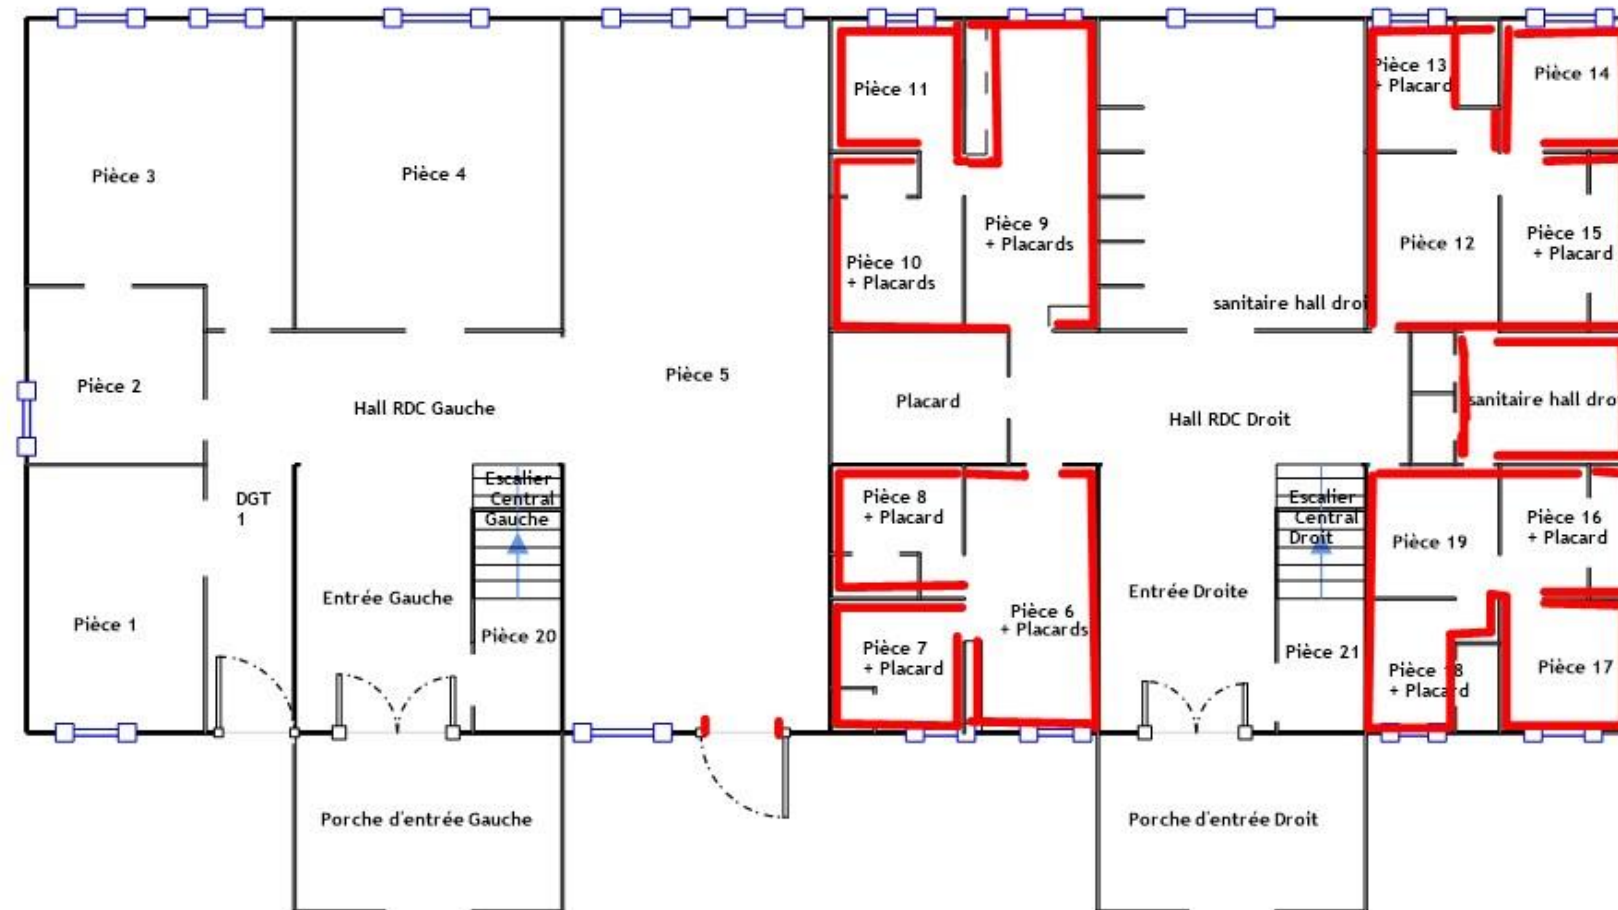 Pièce 3
Pièce 4
Pièce 11
Pièce 13
+ Placard
Pièce 14
Pièce 9
+ Placards
Pièce 10
+ Placards
Pièce 12
Pièce 15
+ Placard
sanitaire hall droi
Pièce 2
Pièce 5
Hall RDC Gauche
Placard
Hall RDC Droit
sanitaire hall dro
DGT
1
Escalier
Central
Gauche
Pièce 8
+ Placard
Escalier
Central
Droit
Pièce 19
Pièce 16
+ Placard
Pièce 1
Entrée Gauche
Pièce 20
Pièce 6
+ Placards
Pièce 7
+ Placard
Entrée Droite
Pièce 21
Pièce 18
+ Placard
Pièce 17
Porche d'entrée Gauche
Porche d'entrée Droit